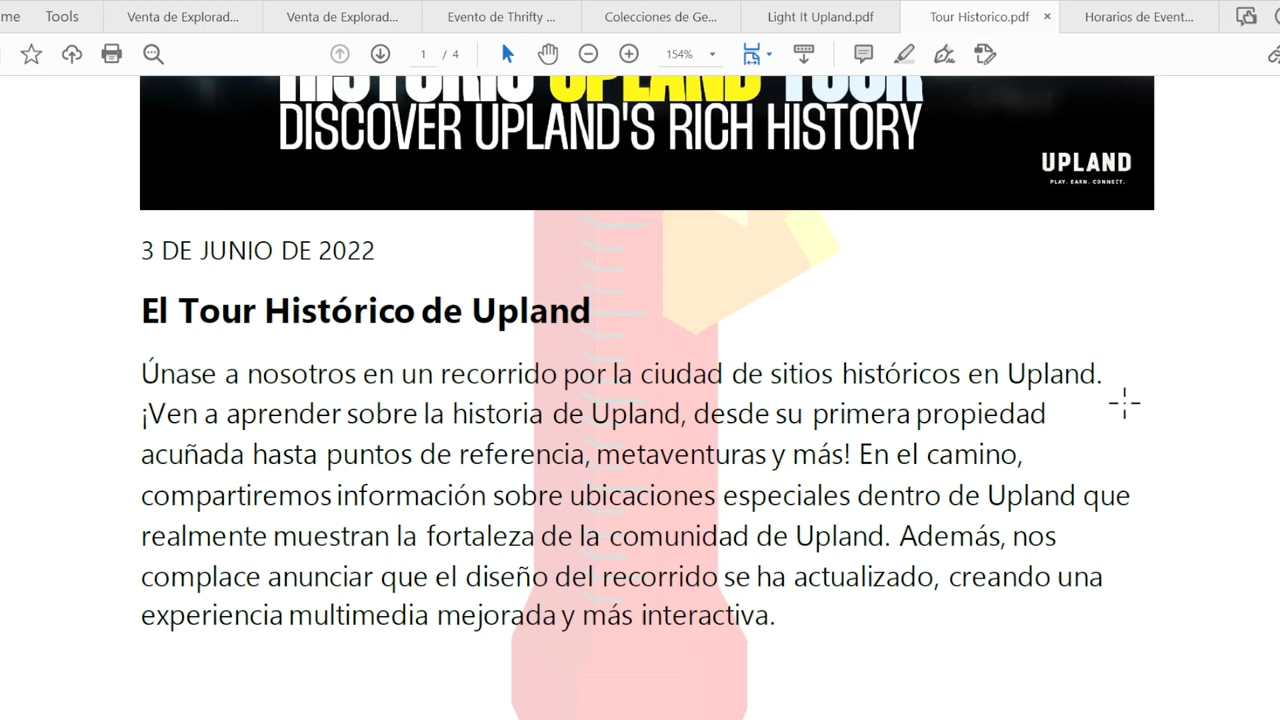 me Tools Venta de Explorad... Venta de Explorad... Evento de Thrifty ... Colecciones de Ge... Light It Upland.pdf Tour Historico.pdf × Horarios de Event...
1 / 4 154%
HISTORIC UPLAND TOUR
DISCOVER UPLAND'S RICH HISTORY
UPLAND
PLAY. EARN. CONNECT.
3 DE JUNIO DE 2022
El Tour Histórico de Upland
Únase a nosotros en un recorrido por la ciudad de sitios históricos en Upland.
¡Ven a aprender sobre la historia de Upland, desde su primera propiedad
acuñada hasta puntos de referencia, metaventuras y más! En el camino,
compartiremos información sobre ubicaciones especiales dentro de Upland que
realmente muestran la fortaleza de la comunidad de Upland. Además, nos
complace anunciar que el diseño del recorrido se ha actualizado, creando una
experiencia multimedia mejorada y más interactiva.